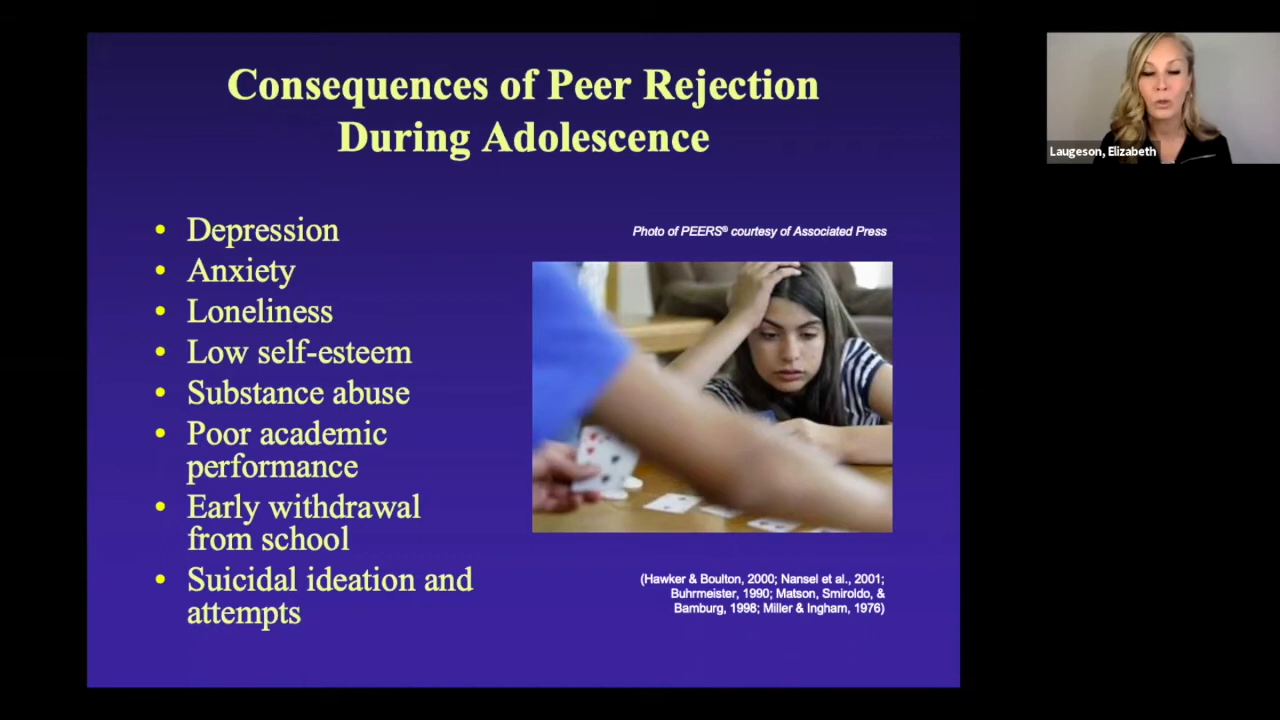 Consequences of Peer Rejection
During Adolescence
• Depression
• Anxiety
• Loneliness
• Low self-esteem
• Substance abuse
• Poor academic
performance
• Early withdrawal
from school
• Suicidal ideation and
attempts
Photo of PEERS® courtesy of Associated Press
(Hawker & Boulton, 2000; Nansel et al., 2001;
Buhrmeister, 1990; Matson, Smiroldo, &
Bamburg, 1998; Miller & Ingham, 1976)
Laugeson, Elizabeth